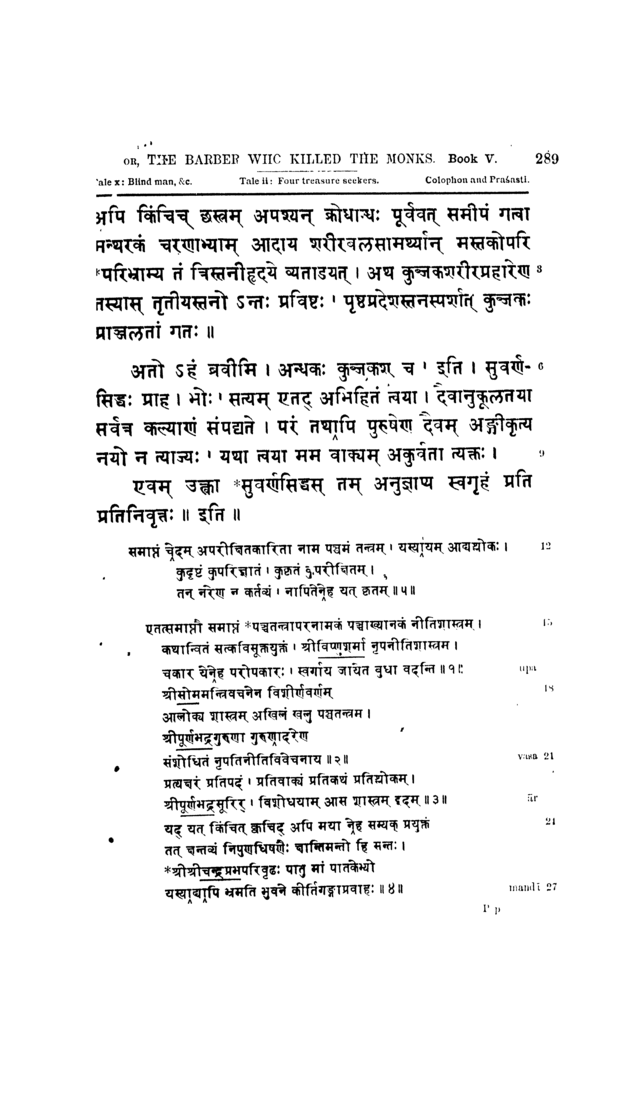 OR, THE BARBER WHO KILLED THE MONKS. Book V. 289
Tale x: Blind man, &c. Tale ii: Four treasure seekers. Colophon and Praśasti.
अपि किंचिच् छस्त्रम् अपश्यन् क्रोधान्धः पूर्ववत् समीपं गत्वा
मन्थरकं चरणाभ्याम् आदाय शरीरबलसामर्थ्यान् मस्तकोपरि
*परिभ्राम्य तं त्रिस्तनीहृदये व्यताडयत् । अथ कुब्जकशरीरप्रहारेण 3
तस्यास् तृतीयस्तनो ऽन्तः प्रविष्टः ' पृष्ठप्रदेशस्तनस्पर्शात् कुब्जकः
प्राञ्जलतां गतः ॥
अतो ऽहं ब्रवीमि । अन्धकः कुब्जकश् च ' इति । सुवर्ण- 6
सिद्धः प्राह । भोः ' सत्यम् एतद् अभिहितं त्वया । दैवानुकूलतया
सर्वत्र कल्याणं संपद्यते । परं तथापि पुरुषेण दैवम् अङ्गीकृत्य
नयो न त्याज्यः ' यथा त्वया मम वाक्यम् अकुर्वता त्यक्तः । 9
एवम् उक्त्वा *सुवर्णसिद्धस् तम् अनुज्ञाप्य स्वगृहं प्रति
प्रतिनिवृत्तः ॥ इति ॥
समाप्तं चेदम् अपरीक्षितकारिता नाम पञ्चमं तन्त्रम् । यस्यायम् आद्यश्लोकः । 12
कुदृष्टं कुपरिज्ञातं । कुकृतं कुपरीक्षितम् ।
तन् नरेण न कर्तव्यं । नापितेनेह यत् कृतम् ॥५॥
एतत्समाप्तौ समाप्तं *पञ्चतन्त्रापरनामकं पञ्चाख्यानकं नीतिशास्त्रम् । 15
कथान्वितं सत्कविसूक्तयुक्तं । श्रीविष्णुशर्मा नृपनीतिशास्त्रम् ।
चकार येनेह परोपकारः । स्वर्गाय जायेत बुधा वदन्ति ॥१॥ upa
श्रीसोममन्त्रिवचनेन विशीर्णवर्णम् 18
आलोक्य शास्त्रम् अखिलं खलु पञ्चतन्त्रम् ।
श्रीपूर्णभद्रगुरुणा गुरुणादरेण
संशोधितं नृपतिनीतिविवेचनाय ॥२॥ vasa 21
प्रत्यक्षरं प्रतिपदं । प्रतिवाक्यं प्रतिकथं प्रतिश्लोकम् ।
श्रीपूर्णभद्रसूरिर् । विशोधयाम् आस शास्त्रम् इदम् ॥३॥ ār
यद् यत् किंचित् क्वचिद् अपि मया नेह सम्यक् प्रयुक्तं 24
तत् क्षन्तव्यं निपुणधिषणैः क्षान्तिमन्तो हि सन्तः ।
*श्रीश्रीचन्द्रप्रभपरिवृढः पातु मां पातकेभ्यो
यस्याद्यापि भ्रमति भुवने कीर्तिगङ्गाप्रवाहः ॥४॥ mandā 27
P p